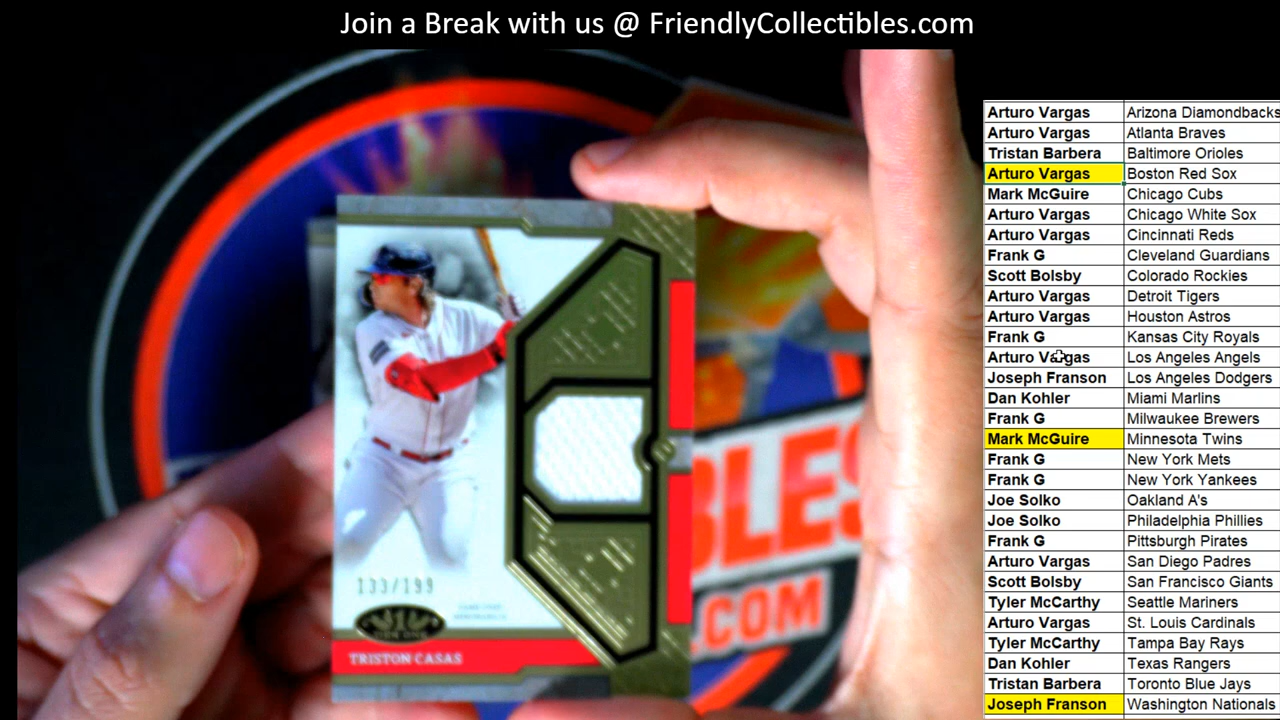 Join a Break with us @ FriendlyCollectibles.com
Arturo Vargas Arizona Diamondbacks
Arturo Vargas Atlanta Braves
Tristan Barbera Baltimore Orioles
Arturo Vargas Boston Red Sox
Mark McGuire Chicago Cubs
Arturo Vargas Chicago White Sox
Arturo Vargas Cincinnati Reds
Frank G Cleveland Guardians
Scott Bolsby Colorado Rockies
Arturo Vargas Detroit Tigers
Arturo Vargas Houston Astros
Frank G Kansas City Royals
Arturo Vargas Los Angeles Angels
Joseph Franson Los Angeles Dodgers
Dan Kohler Miami Marlins
Frank G Milwaukee Brewers
Mark McGuire Minnesota Twins
Frank G New York Mets
Frank G New York Yankees
Joe Solko Oakland A's
Joe Solko Philadelphia Phillies
Frank G Pittsburgh Pirates
Arturo Vargas San Diego Padres
Scott Bolsby San Francisco Giants
Tyler McCarthy Seattle Mariners
Arturo Vargas St. Louis Cardinals
Tyler McCarthy Tampa Bay Rays
Dan Kohler Texas Rangers
Tristan Barbera Toronto Blue Jays
Joseph Franson Washington Nationals
133/199
TIER ONE
TRISTON CASAS
BLES
.COM